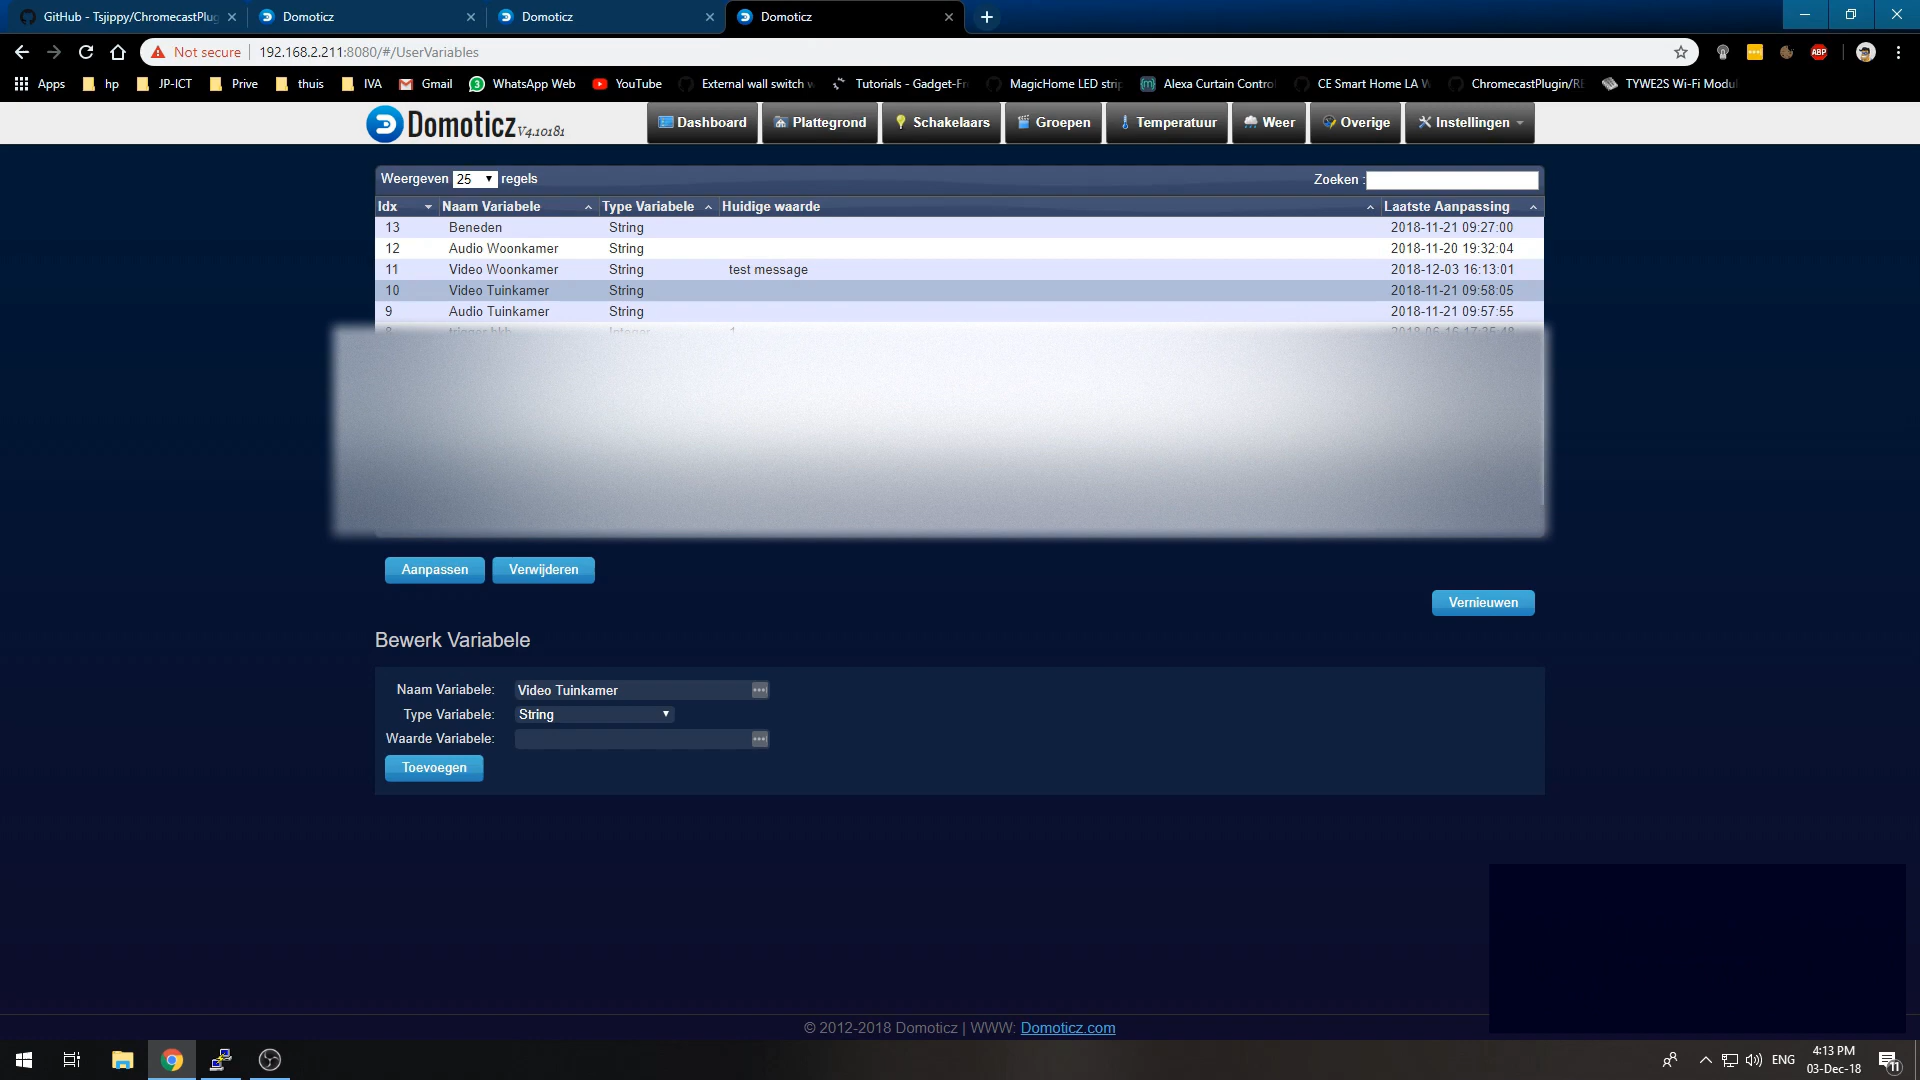 GitHub - Tsjippy/ChromecastPlug
Domoticz
Domoticz
Domoticz
Not secure
192.168.2.211:8080/#/UserVariables
ABP
Apps
hp
JP-ICT
Prive
thuis
IVA
Gmail
3
WhatsApp Web
YouTube
External wall switch w
Tutorials - Gadget-Fr
MagicHome LED strip
Alexa Curtain Control
CE Smart Home LA W
ChromecastPlugin/RE
TYWE2S Wi-Fi Modul
Domoticz V4.10181
Dashboard
Plattegrond
Schakelaars
Groepen
Temperatuur
Weer
Overige
Instellingen
Weergeven 25 regels
Zoeken :
Idx Naam Variabele Type Variabele Huidige waarde Laatste Aanpassing
13 Beneden String 2018-11-21 09:27:00
12 Audio Woonkamer String 2018-11-20 19:32:04
11 Video Woonkamer String test message 2018-12-03 16:13:01
10 Video Tuinkamer String 2018-11-21 09:58:05
9 Audio Tuinkamer String 2018-11-21 09:57:55
Aanpassen
Verwijderen
Vernieuwen
Bewerk Variabele
Naam Variabele: Video Tuinkamer
Type Variabele: String
Waarde Variabele:
Toevoegen
© 2012-2018 Domoticz | WWW: Domoticz.com
ENG
4:13 PM
03-Dec-18
11